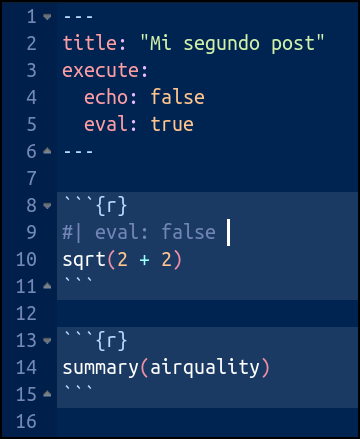 1 ---
2 title: "Mi segundo post"
3 execute:
4   echo: false
5   eval: true
6 ---
7
8 ```{r}
9 #| eval: false
10 sqrt(2 + 2)
11 ```
12
13 ```{r}
14 summary(airquality)
15 ```
16